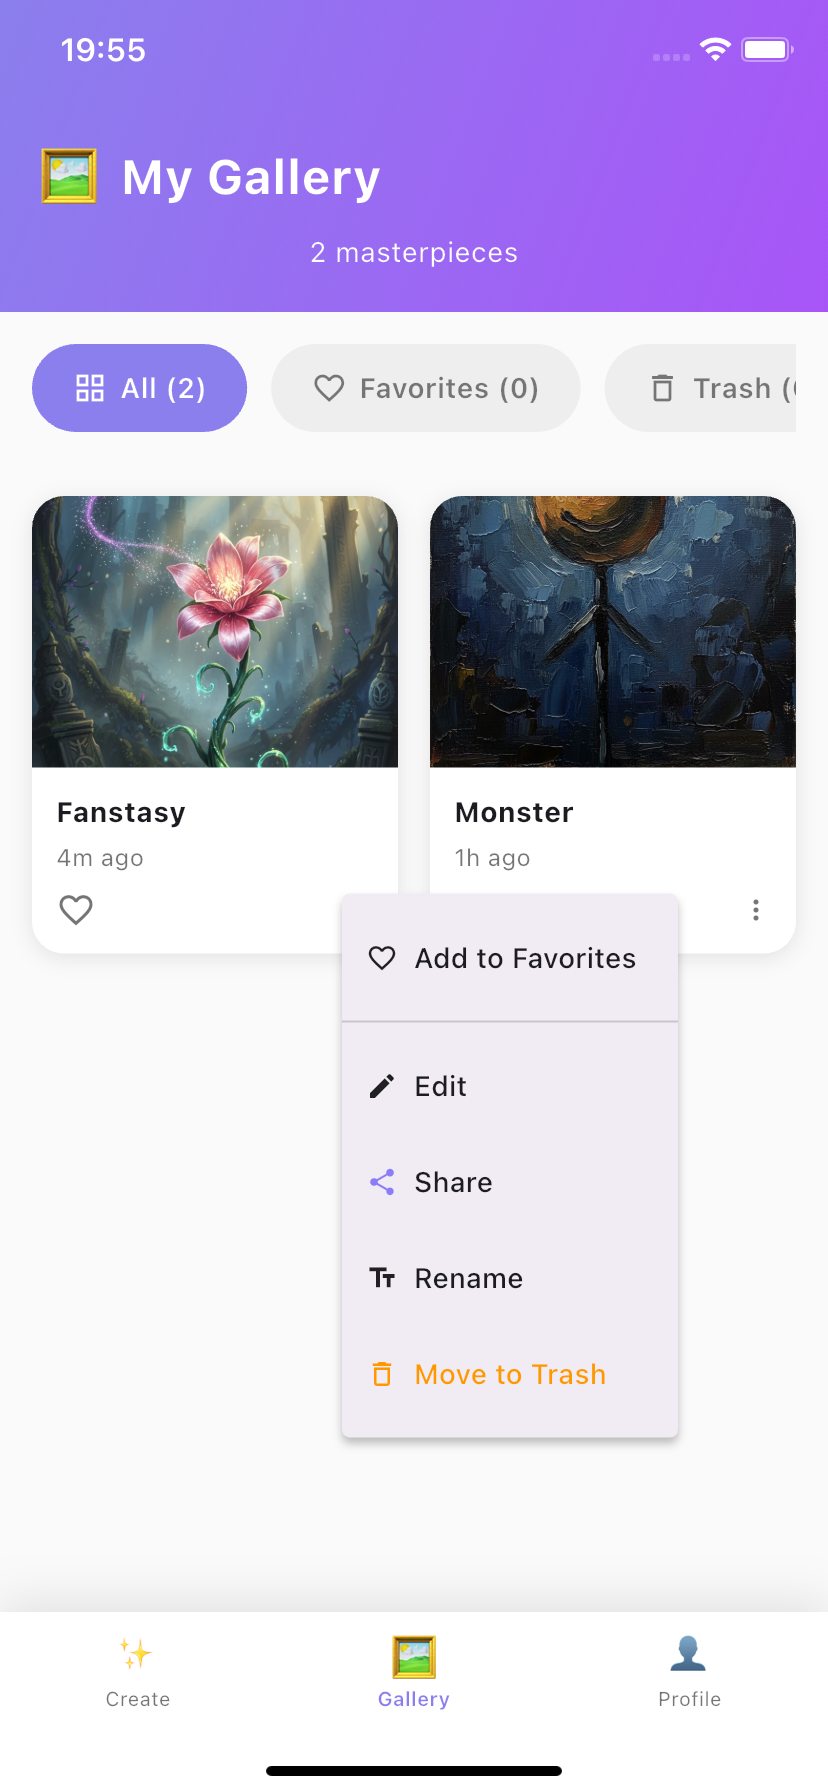 19:55
My Gallery
2 masterpieces
All (2)
Favorites (0)
Trash (
Fanstasy
4m ago
Monster
1h ago
Add to Favorites
Edit
Share
Rename
Move to Trash
Create
Gallery
Profile